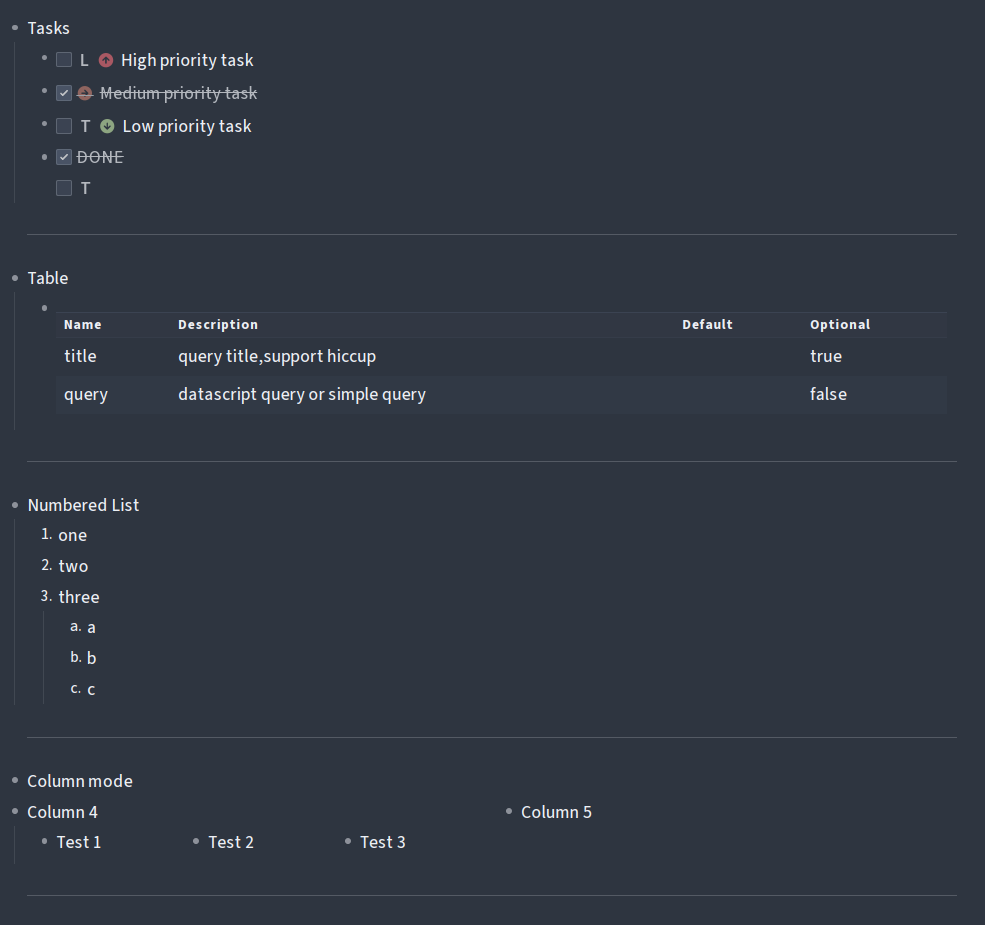 Tasks
L High priority task
Medium priority task
T Low priority task
DONE
T
Table
Name Description Default Optional
title query title,support hiccup true
query datascript query or simple query false
Numbered List
1. one
2. two
3. three
a. a
b. b
c. c
Column mode
Column 4 Column 5
Test 1 Test 2 Test 3